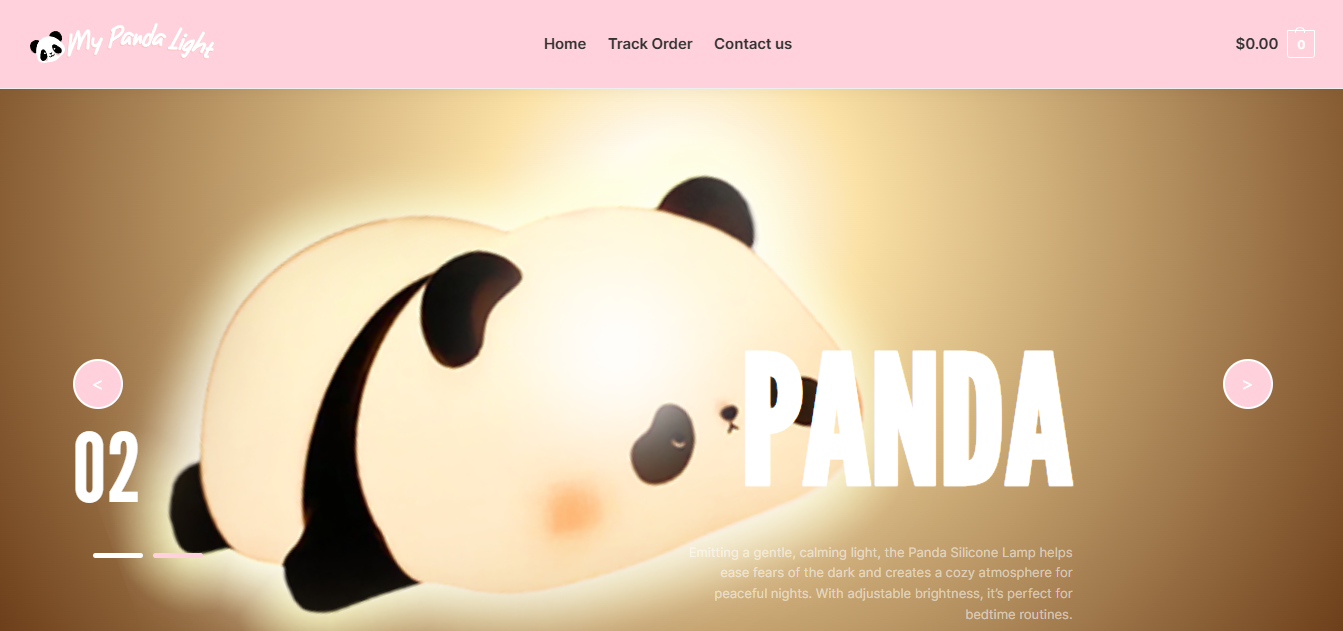 My Panda Light
Home
Track Order
Contact us
$0.00
0
<
>
02
PANDA
Emitting a gentle, calming light, the Panda Silicone Lamp helps
ease fears of the dark and creates a cozy atmosphere for
peaceful nights. With adjustable brightness, it's perfect for
bedtime routines.